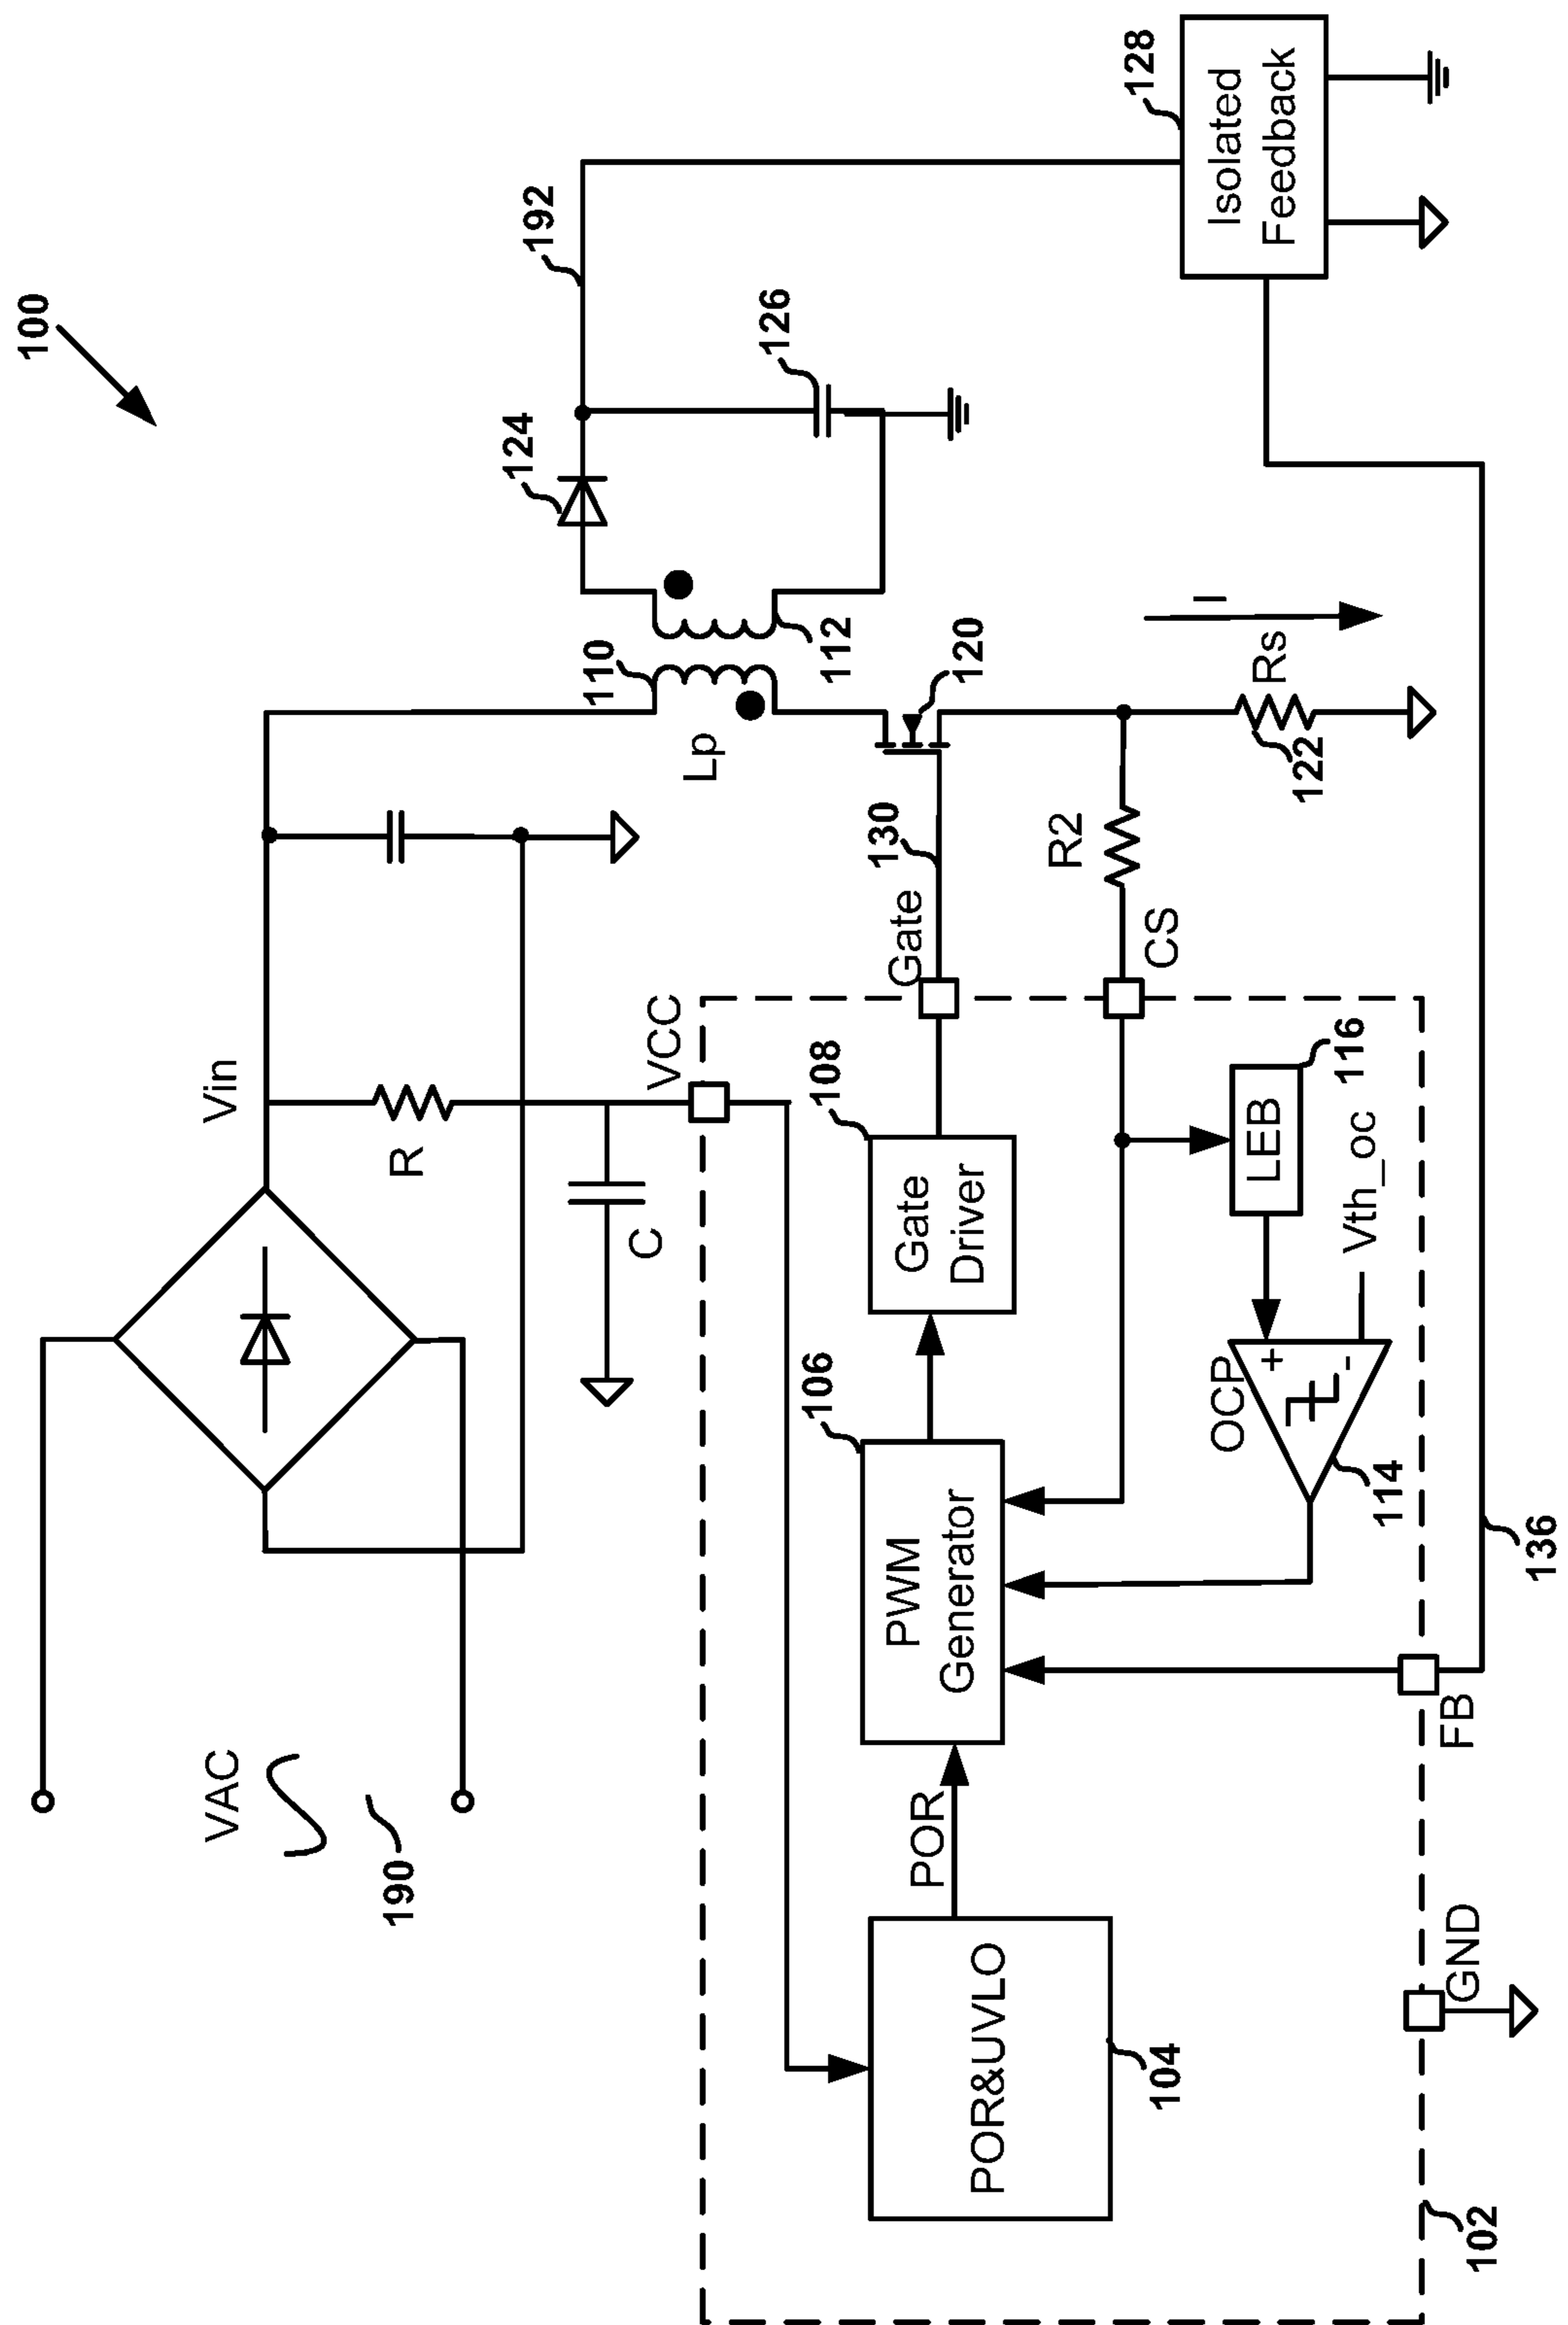 100
VAC
190
Vin
R
C
VCC
Lp
110
112
124
192
126
128
Isolated
Feedback
120
I
Rs
122
R2
130
Gate
CS
108
Gate
Driver
106
PWM
Generator
POR
POR&UVLO
104
LEB
116
Vth_oc
OCP
+
-
114
136
FB
GND
102